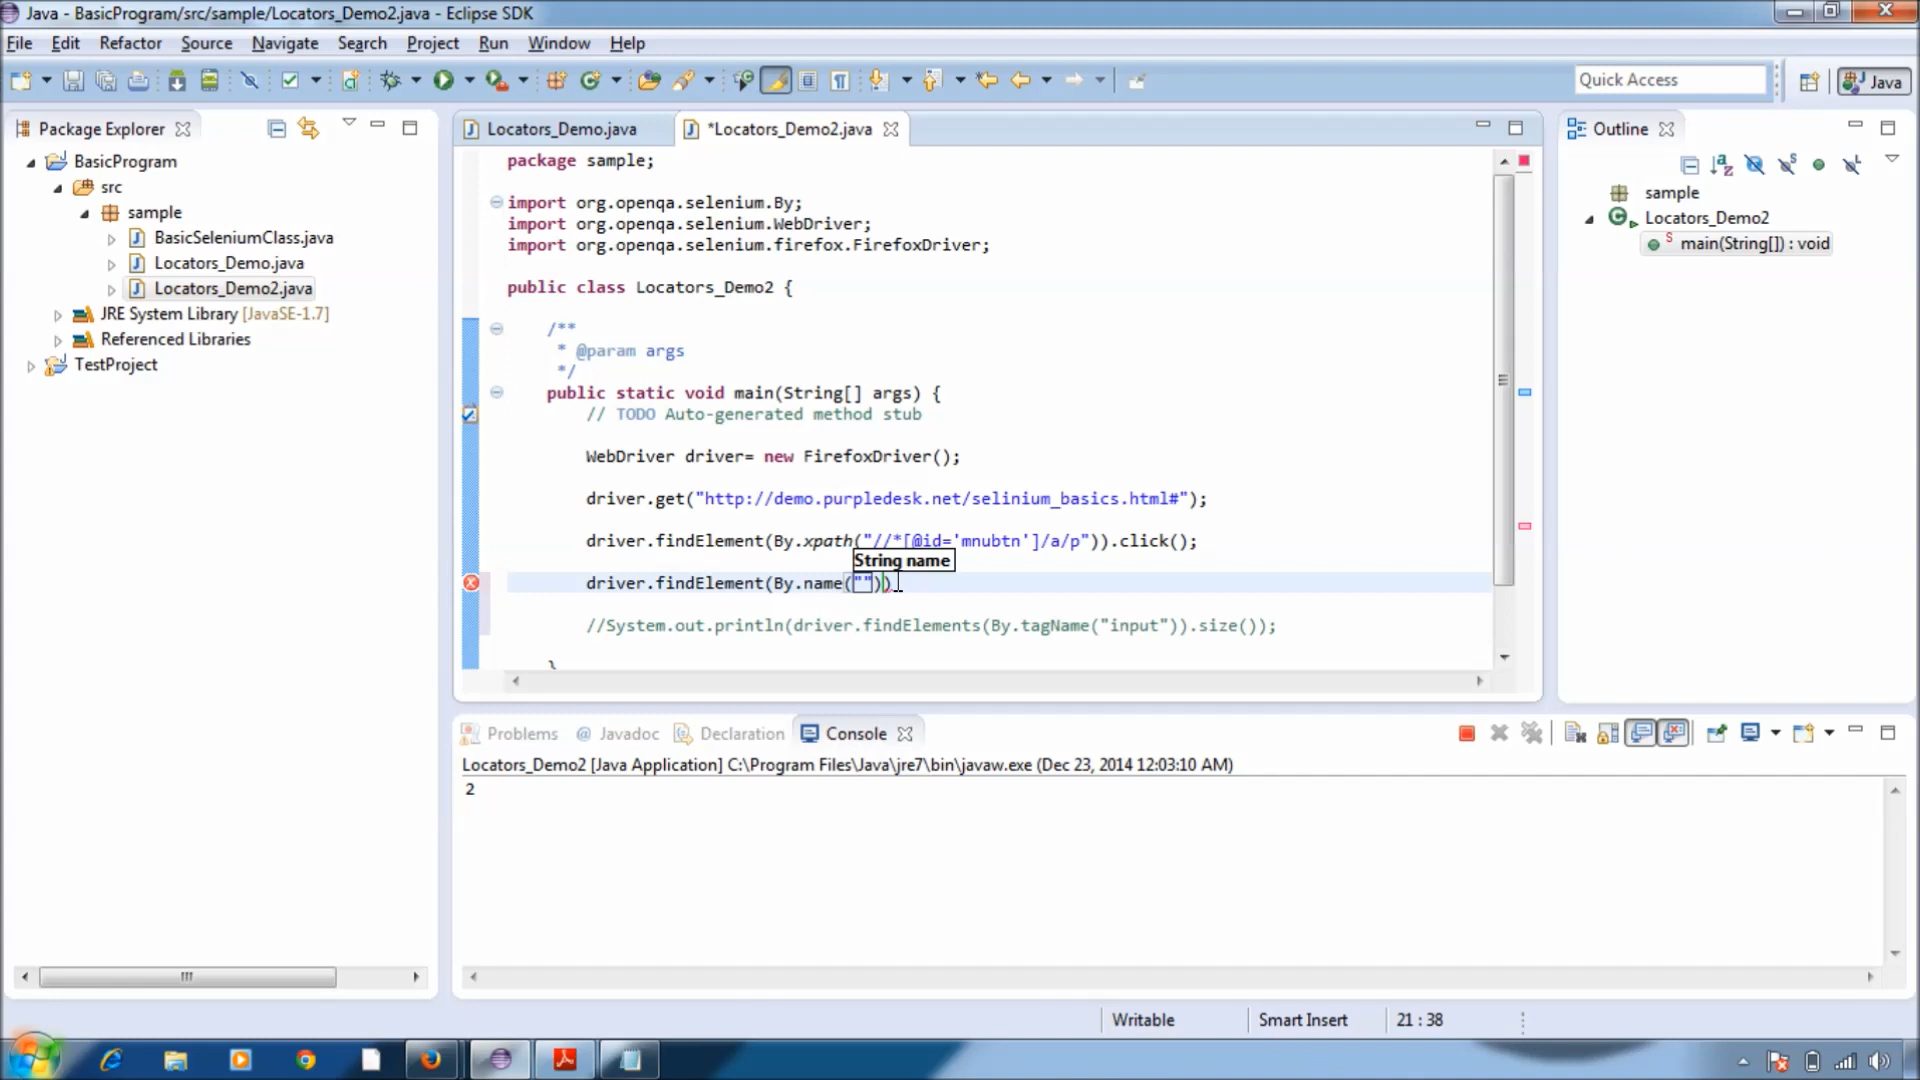 Java - BasicProgram/src/sample/Locators_Demo2.java - Eclipse SDK
File Edit Refactor Source Navigate Search Project Run Window Help
Quick Access
Java
Package Explorer
BasicProgram
src
sample
BasicSeleniumClass.java
Locators_Demo.java
Locators_Demo2.java
JRE System Library [JavaSE-1.7]
Referenced Libraries
TestProject
Locators_Demo.java
*Locators_Demo2.java
package sample;
import org.openqa.selenium.By;
import org.openqa.selenium.WebDriver;
import org.openqa.selenium.firefox.FirefoxDriver;
public class Locators_Demo2 {
/**
* @param args
*/
public static void main(String[] args) {
// TODO Auto-generated method stub
WebDriver driver= new FirefoxDriver();
driver.get("http://demo.purpledesk.net/selinium_basics.html#");
driver.findElement(By.xpath("//*[@id='mnubtn']/a/p")).click();
String name
driver.findElement(By.name(""))
//System.out.println(driver.findElements(By.tagName("input")).size());
}
Outline
sample
Locators_Demo2
main(String[]) : void
Problems @ Javadoc Declaration Console
Locators_Demo2 [Java Application] C:\Program Files\Java\jre7\bin\javaw.exe (Dec 23, 2014 12:03:10 AM)
2
Writable Smart Insert 21 : 38